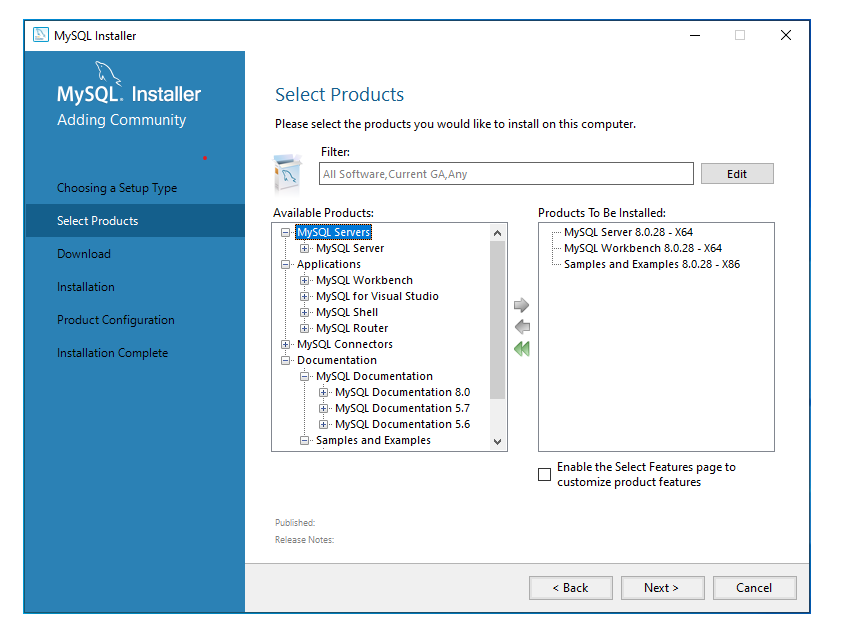 MySQL Installer
MySQL. Installer
Adding Community
Choosing a Setup Type
Select Products
Download
Installation
Product Configuration
Installation Complete
Select Products
Please select the products you would like to install on this computer.
Filter:
All Software,Current GA,Any
Edit
Available Products:
MySQL Servers
MySQL Server
Applications
MySQL Workbench
MySQL for Visual Studio
MySQL Shell
MySQL Router
MySQL Connectors
Documentation
MySQL Documentation
MySQL Documentation 8.0
MySQL Documentation 5.7
MySQL Documentation 5.6
Samples and Examples
Products To Be Installed:
MySQL Server 8.0.28 - X64
MySQL Workbench 8.0.28 - X64
Samples and Examples 8.0.28 - X86
Enable the Select Features page to
customize product features
Published:
Release Notes:
< Back
Next >
Cancel